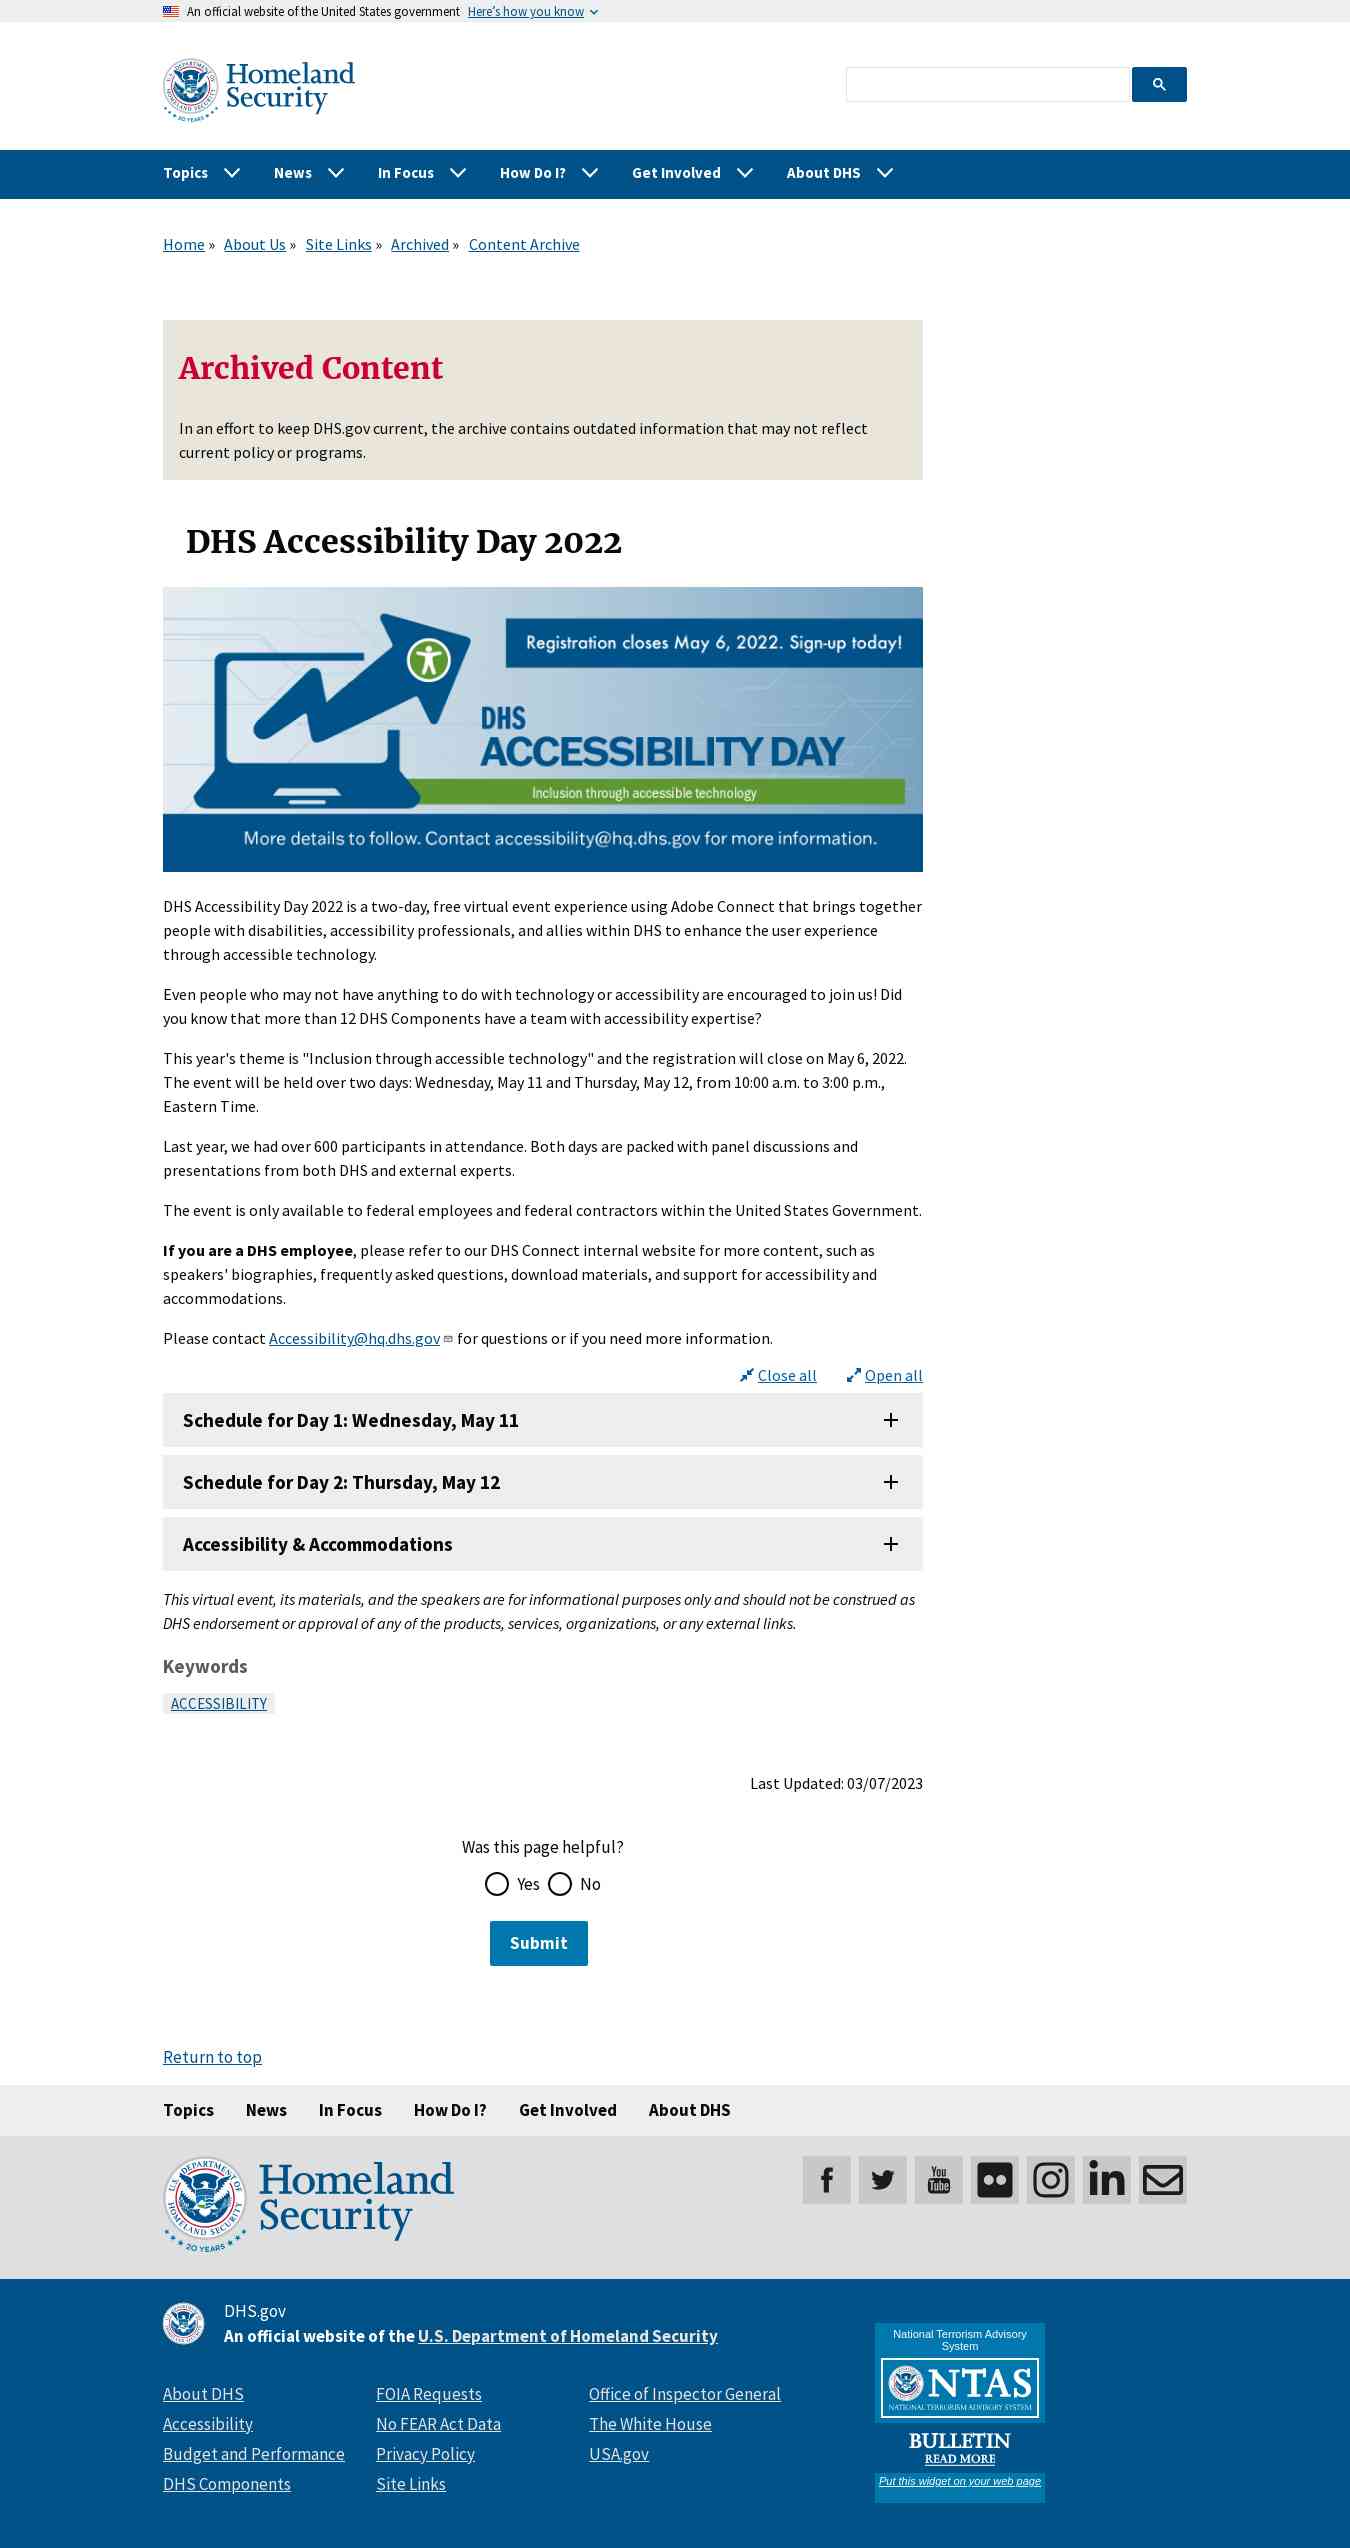 An official website of the United States government Here's how you know
Homeland
Security
20 YEARS
Topics News In Focus How Do I? Get Involved About DHS
Home » About Us » Site Links » Archived » Content Archive
Archived Content
In an effort to keep DHS.gov current, the archive contains outdated information that may not reflect
current policy or programs.
DHS Accessibility Day 2022
Registration closes May 6, 2022. Sign-up today!
DHS
ACCESSIBILITY DAY
Inclusion through accessible technology
More details to follow. Contact accessibility@hq.dhs.gov for more information.
DHS Accessibility Day 2022 is a two-day, free virtual event experience using Adobe Connect that brings together
people with disabilities, accessibility professionals, and allies within DHS to enhance the user experience
through accessible technology.
Even people who may not have anything to do with technology or accessibility are encouraged to join us! Did
you know that more than 12 DHS Components have a team with accessibility expertise?
This year's theme is "Inclusion through accessible technology" and the registration will close on May 6, 2022.
The event will be held over two days: Wednesday, May 11 and Thursday, May 12, from 10:00 a.m. to 3:00 p.m.,
Eastern Time.
Last year, we had over 600 participants in attendance. Both days are packed with panel discussions and
presentations from both DHS and external experts.
The event is only available to federal employees and federal contractors within the United States Government.
If you are a DHS employee, please refer to our DHS Connect internal website for more content, such as
speakers' biographies, frequently asked questions, download materials, and support for accessibility and
accommodations.
Please contact Accessibility@hq.dhs.gov for questions or if you need more information.
Close all Open all
Schedule for Day 1: Wednesday, May 11
Schedule for Day 2: Thursday, May 12
Accessibility & Accommodations
This virtual event, its materials, and the speakers are for informational purposes only and should not be construed as
DHS endorsement or approval of any of the products, services, organizations, or any external links.
Keywords
ACCESSIBILITY
Last Updated: 03/07/2023
Was this page helpful?
Yes No
Submit
Return to top
Topics News In Focus How Do I? Get Involved About DHS
U.S. DEPARTMENT OF HOMELAND SECURITY
20 YEARS
Homeland
Security
You
Tube
in
DHS.gov
An official website of the U.S. Department of Homeland Security
About DHS FOIA Requests Office of Inspector General
Accessibility No FEAR Act Data The White House
Budget and Performance Privacy Policy USA.gov
DHS Components Site Links
National Terrorism Advisory
System
NTAS
NATIONAL TERRORISM ADVISORY SYSTEM
BULLETIN
READ MORE
Put this widget on your web page